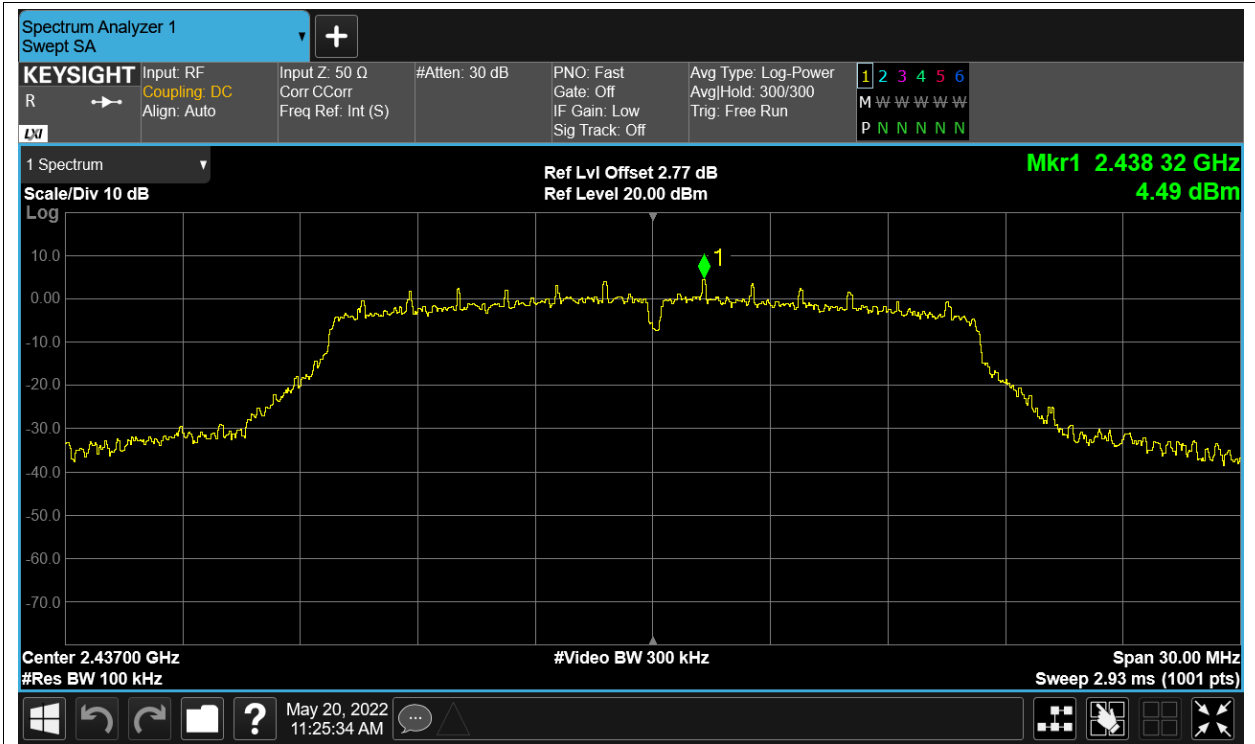 Spectrum Analyzer 1
Swept SA
KEYSIGHT
R
LXI
Input: RF
Coupling: DC
Align: Auto
Input Z: 50 Ω
Corr CCorr
Freq Ref: Int (S)
#Atten: 30 dB
PNO: Fast
Gate: Off
IF Gain: Low
Sig Track: Off
Avg Type: Log-Power
Avg|Hold: 300/300
Trig: Free Run
1 2 3 4 5 6
M W W W W W
P N N N N N
1 Spectrum
Scale/Div 10 dB
Log
Ref Lvl Offset 2.77 dB
Ref Level 20.00 dBm
Mkr1 2.438 32 GHz
4.49 dBm
1
10.0
0.00
-10.0
-20.0
-30.0
-40.0
-50.0
-60.0
-70.0
Center 2.43700 GHz
#Res BW 100 kHz
#Video BW 300 kHz
Span 30.00 MHz
Sweep 2.93 ms (1001 pts)
?
May 20, 2022
11:25:34 AM